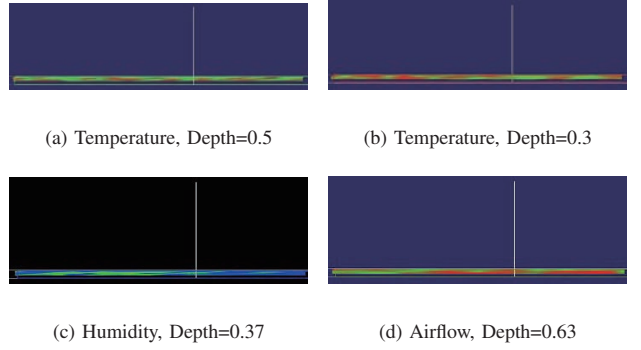 (a) Temperature, Depth=0.5
(b) Temperature, Depth=0.3
(c) Humidity, Depth=0.37
(d) Airflow, Depth=0.63